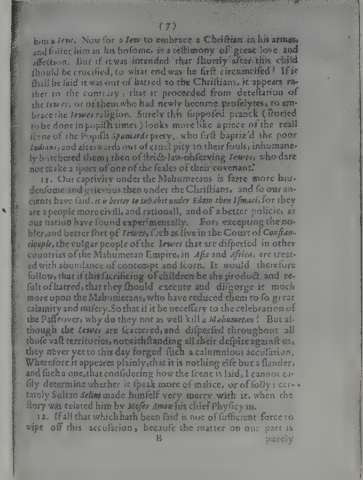 ( 7 )
him a Iew. Now for a Iew to embrace a Christian in his armes,
and suffer him in his bosome, is a testimony of great love and
affection. But if it was intended that shortly after this child
should be crucified, to what end was he first circumcised? If it
shall be said it was out of hatred to the Christians, it appears ra-
ther to the contrary, that it proceeded from detestation of
the Iewes, or of them who had newly become proselytes, to em-
brace the Iewes religion. Surely this supposed pranck (storied
to be done in popish times) looks more like a piece of the real
scene of the Popish Spaniards piety, who first baptiz'd the poor
Indians, and afterwards out of cruel pity to their souls, inhumane-
ly butchered them; then of strict-law-observing Iewes, who dare
not make a sport of one of the seales of their covenant.
11. Our captivity under the Mahumetans is farre more bur-
densome and grievous then under the Christians, and so our an-
cients have said, it is better to inhabit under Edom then Ismael, for they
are a people more civill, and rationall, and of a better policie, as
our nation have found experimentally. For, excepting the no-
bler, and better sort of Iewes, such as live in the Court of Constan-
tinople, the vulgar people of the Iewes that are dispersed in other
countries of the Mahumetan Empire, in Asia and Africa, are treat-
ed with abundance of contempt and scorn. It would therefore
follow, that if this sacrificing of children be the product and re-
sult of hatred, that they should execute and disgorge it much
more upon the Mahumetans, who have reduced them to so great
calamity and misery. So that if it be necessary to the celebration of
the Passeover, why do they not as well kill a Mahumetan? But al-
though the Iewes are scattered, and dispersed throughout all
those vast territories, notwithstanding all their despite against us,
they never yet to this day forged such a calumnious accusation.
Wherefore it appears plainly, that it is nothing else but a slander,
and such a one, that considering how the scene is laid, I cannot ea-
sily determine whether it speak more of malice, or of folly: cer-
tainely Sultan Selim made himself very merry with it, when the
story was related him by Moses Amon his chief Physician.
12. If all that which hath been said is not of sufficient force to
wipe off this accusation, because the matter on our part is
B purely